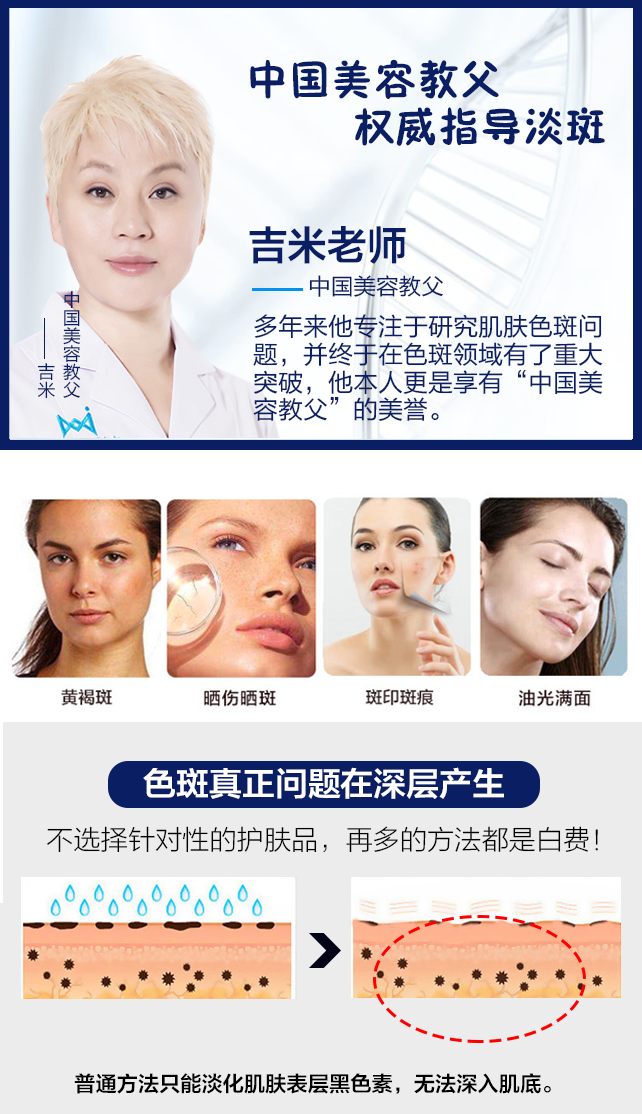 中国美容教父
权威指导淡斑
吉米老师
中国美容教父
多年来他专注于研究肌肤色斑问
题，并终于在色斑领域有了重大
突破，他本人更是享有“中国美
容教父”的美誉。
中国美容教父
——吉米
黄褐斑
晒伤晒斑
斑印斑痕
油光满面
色斑真正问题在深层产生
不选择针对性的护肤品，再多的方法都是白费！
普通方法只能淡化肌肤表层黑色素，无法深入肌底。